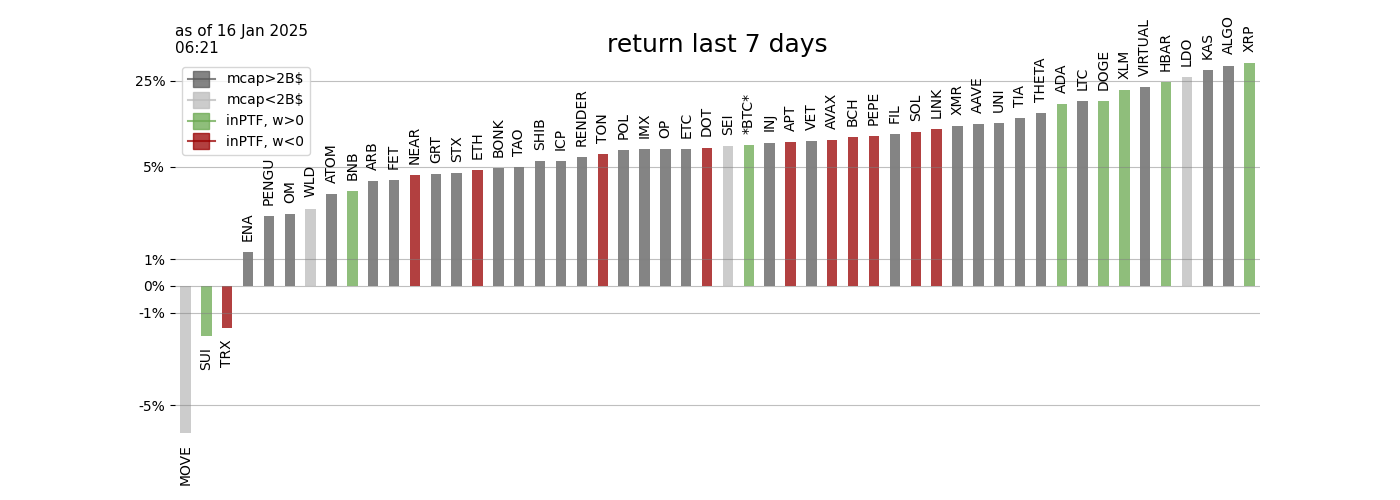 as of 16 Jan 2025
06:21
return last 7 days
mcap>2B$
mcap<2B$
inPTF, w>0
inPTF, w<0
25%
5%
1%
0%
-1%
-5%
MOVE
SUI
TRX
ENA
PENGU
OM
WLD
ATOM
BNB
ARB
FET
NEAR
GRT
STX
ETH
BONK
TAO
SHIB
ICP
RENDER
TON
POL
IMX
OP
ETC
DOT
SEI
*BTC*
INJ
APT
VET
AVAX
BCH
PEPE
FIL
SOL
LINK
XMR
AAVE
UNI
TIA
THETA
ADA
LTC
DOGE
XLM
VIRTUAL
HBAR
LDO
KAS
ALGO
XRP